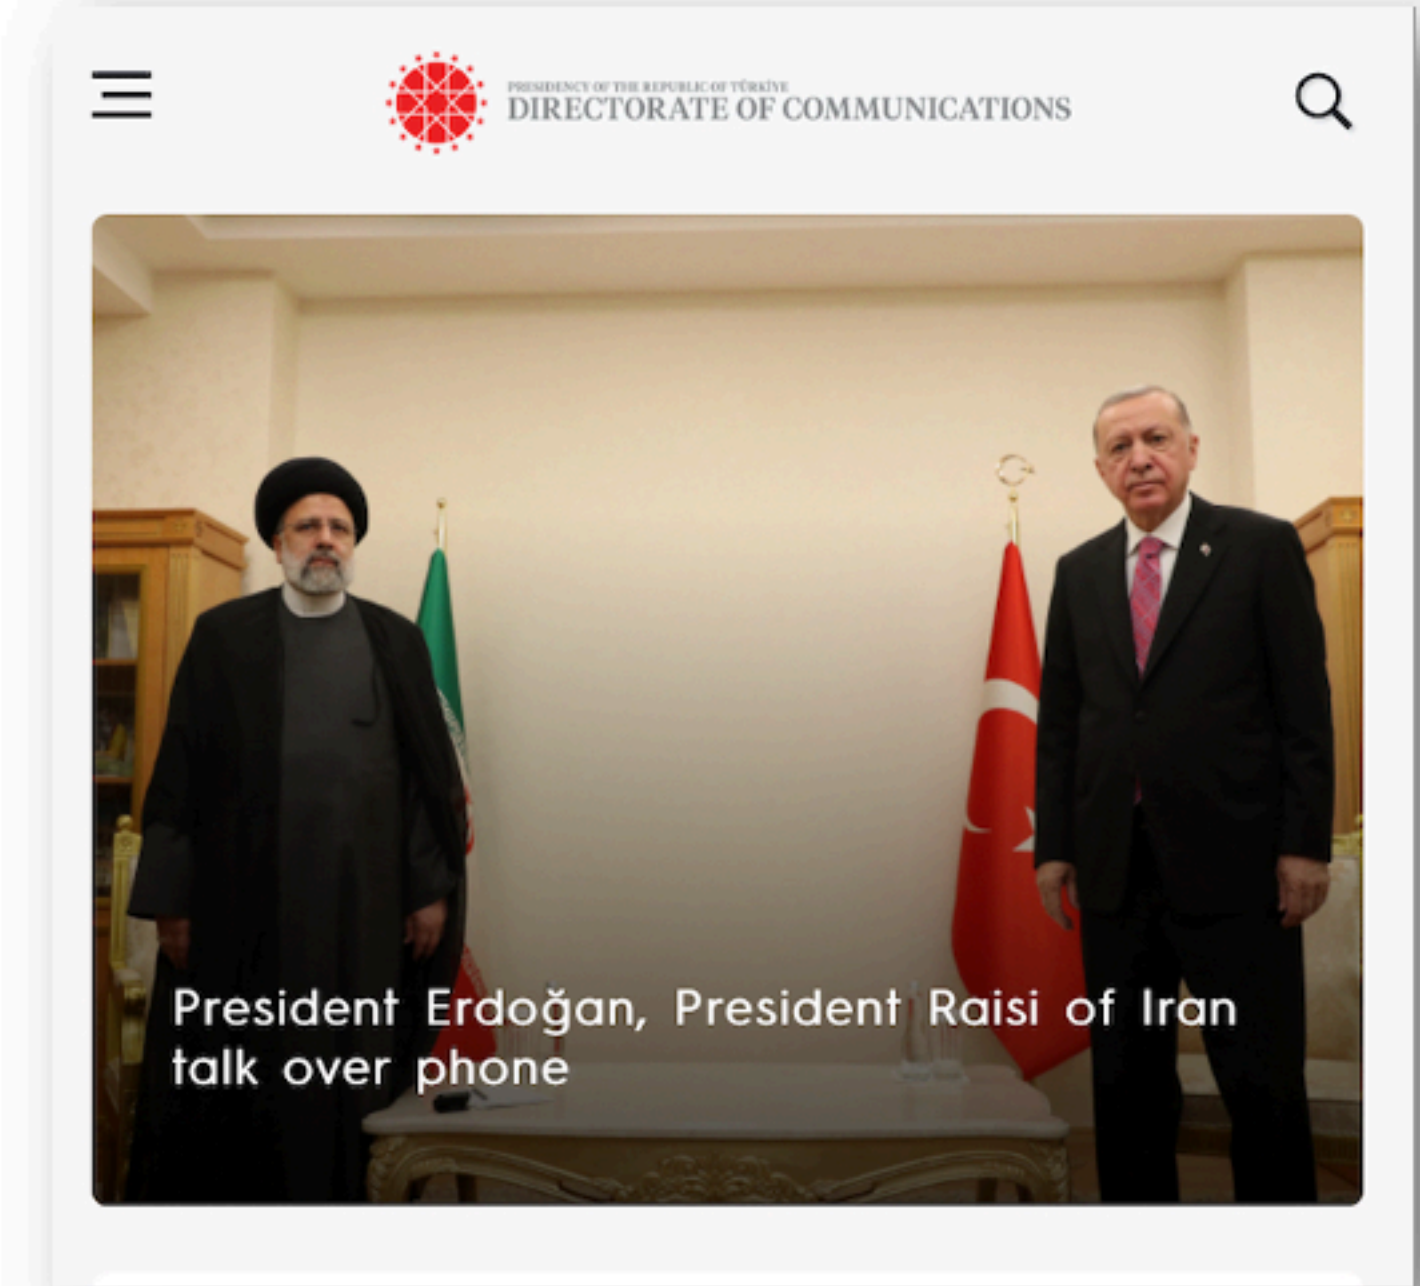 PRESIDENCY OF THE REPUBLIC OF TÜRKİYE
DIRECTORATE OF COMMUNICATIONS
President Erdoğan, President Raisi of Iran
talk over phone